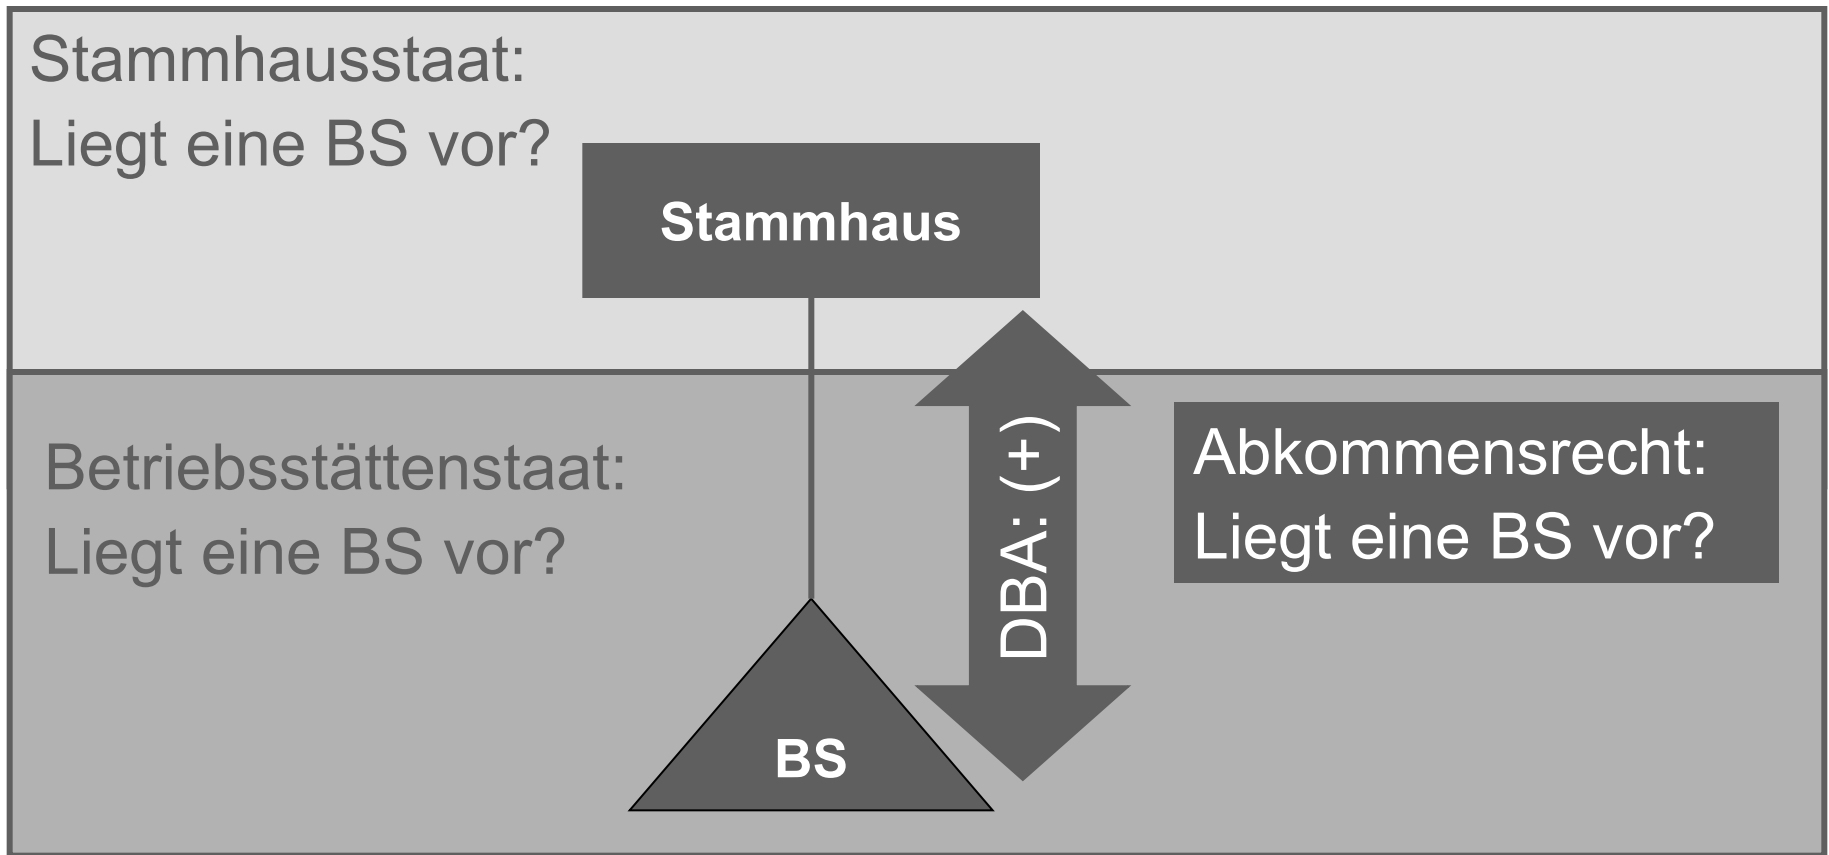 Stammhausstaat:
Liegt eine BS vor?
Stammhaus
Betriebsstättenstaat:
Liegt eine BS vor?
DBA: (+)
Abkommensrecht:
Liegt eine BS vor?
BS